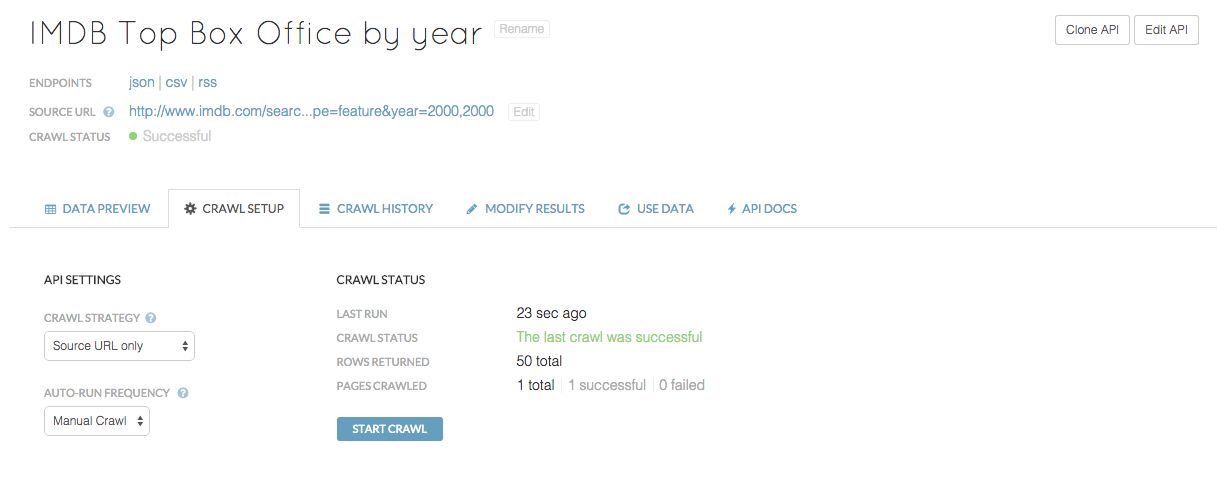 IMDB Top Box Office by year Rename Clone API Edit API
ENDPOINTS json | csv | rss
SOURCE URL ? http://www.imdb.com/searc...pe=feature&year=2000,2000 Edit
CRAWL STATUS Successful
DATA PREVIEW CRAWL SETUP CRAWL HISTORY MODIFY RESULTS USE DATA API DOCS
API SETTINGS CRAWL STATUS
LAST RUN 23 sec ago
CRAWL STRATEGY ? CRAWL STATUS The last crawl was successful
Source URL only ROWS RETURNED 50 total
AUTO-RUN FREQUENCY ? PAGES CRAWLED 1 total 1 successful 0 failed
Manual Crawl START CRAWL